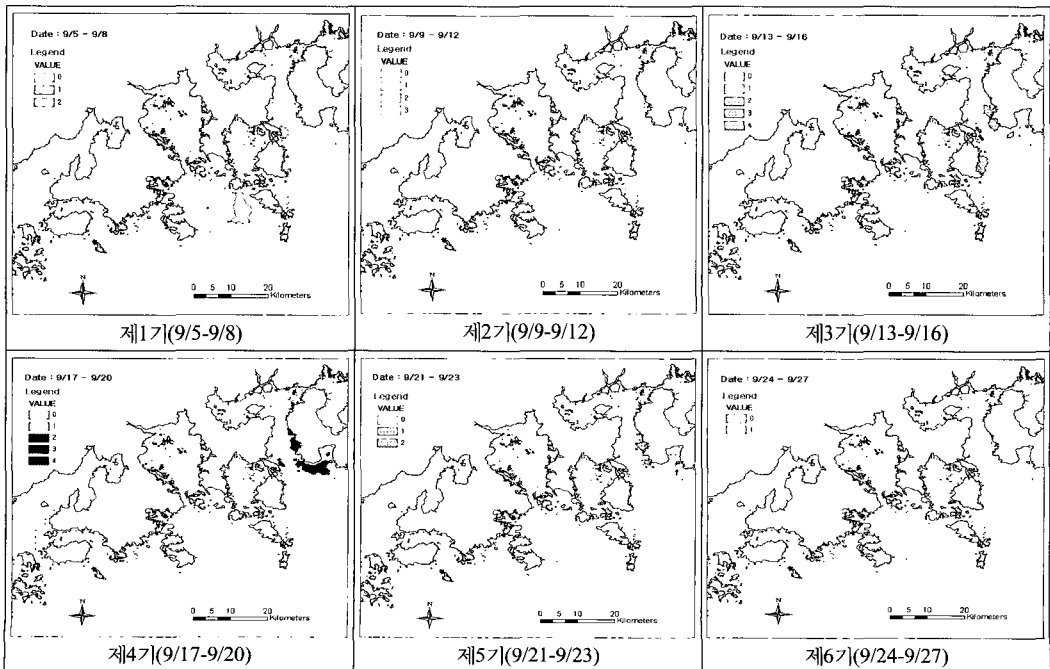 Date : 9/5 - 9/8
Legend
VALUE
0
1
2
N
0 5 10 20
Kilometers
제1기(9/5-9/8)
Date : 9/9 - 9/12
Legend
VALUE
0
1
2
3
N
0 5 10 20
Kilometers
제2기(9/9-9/12)
Date : 9/13 - 9/16
Legend
VALUE
0
1
2
3
4
N
0 5 10 20
Kilometers
제3기(9/13-9/16)
Date : 9/17 - 9/20
Legend
VALUE
0
1
2
3
4
N
0 5 10 20
Kilometers
제4기(9/17-9/20)
Date : 9/21 - 9/23
Legend
VALUE
0
1
2
N
0 5 10 20
Kilometers
제5기(9/21-9/23)
Date : 9/24 - 9/27
Legend
VALUE
0
1
N
0 5 10 20
Kilometers
제6기(9/24-9/27)